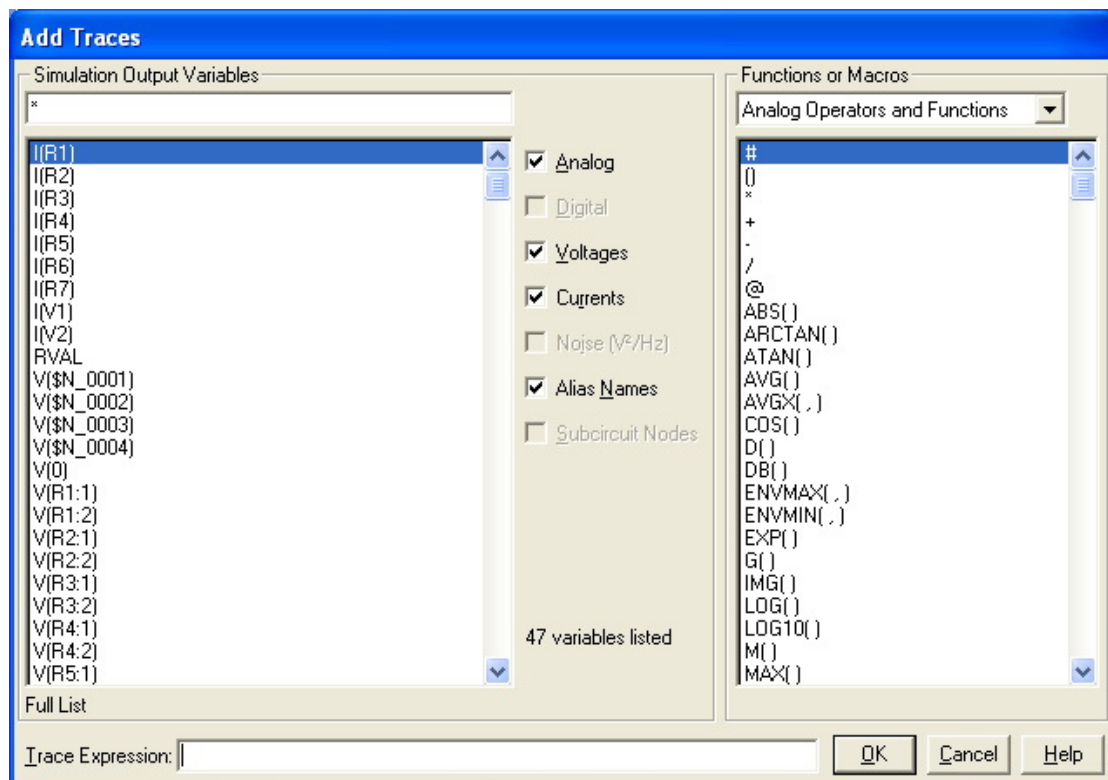 Add Traces
Simulation Output Variables
*
I(R1)
I(R2)
I(R3)
I(R4)
I(R5)
I(R6)
I(R7)
I(V1)
I(V2)
RVAL
V($N_0001)
V($N_0002)
V($N_0003)
V($N_0004)
V(0)
V(R1:1)
V(R1:2)
V(R2:1)
V(R2:2)
V(R3:1)
V(R3:2)
V(R4:1)
V(R4:2)
V(R5:1)
Full List
Analog
Digital
Voltages
Currents
Noise (V²/Hz)
Alias Names
Subcircuit Nodes
47 variables listed
Functions or Macros
Analog Operators and Functions
#
()
*
+
-
/
@
ABS( )
ARCTAN( )
ATAN( )
AVG( )
AVGX( , )
COS( )
D( )
DB( )
ENVMAX( , )
ENVMIN( , )
EXP( )
G( )
IMG( )
LOG( )
LOG10( )
M( )
MAX( )
Trace Expression:
OK
Cancel
Help